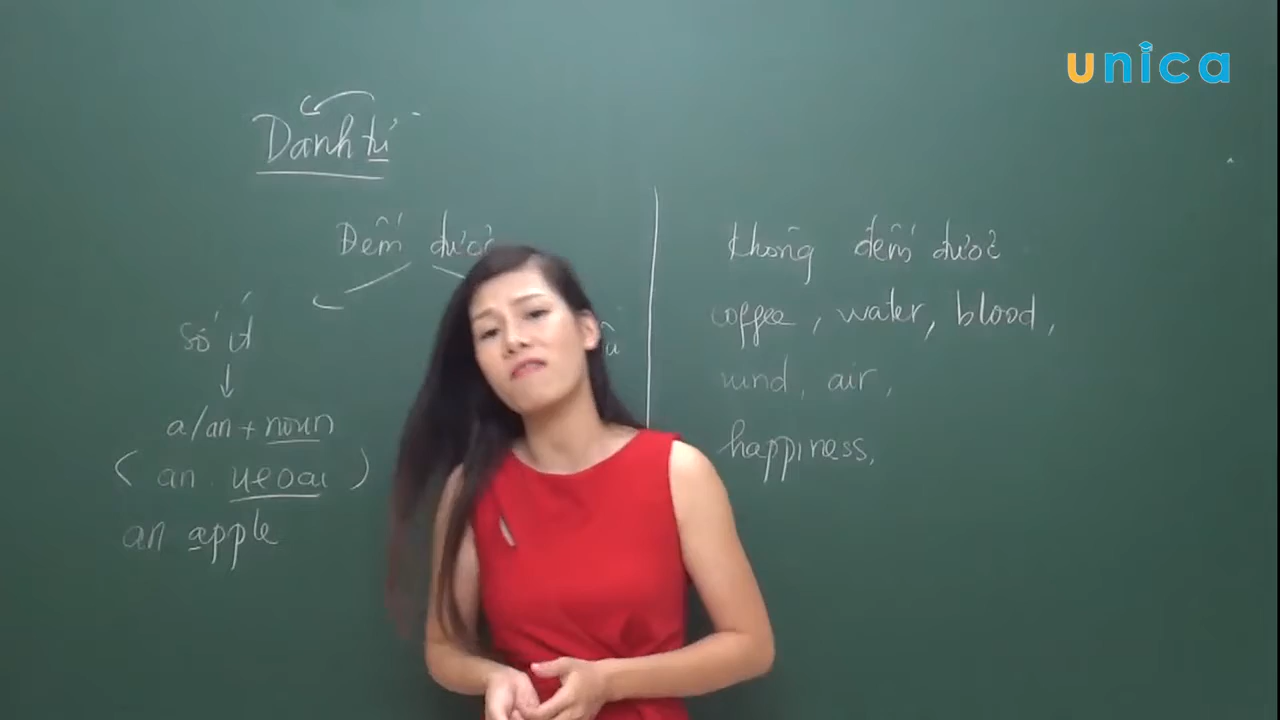 unica
Danh từ
Đếm được
số ít
a/an + noun
( an ueoai )
an apple
Không đếm được
coffee, water, blood,
wind, air,
happiness,